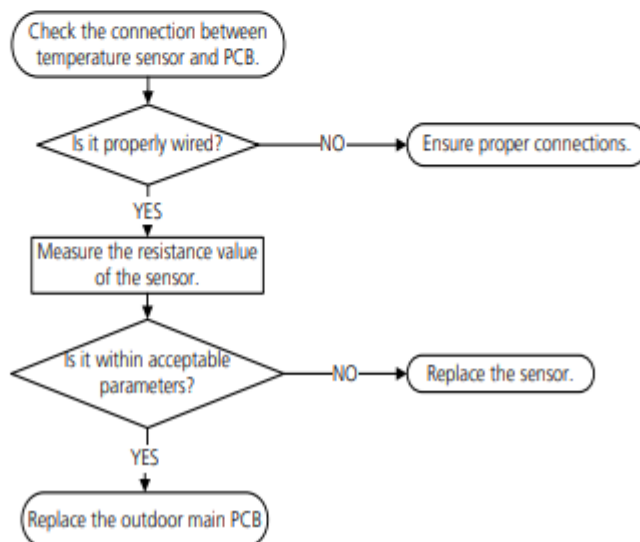 Check the connection between
temperature sensor and PCB.
Is it properly wired?
NO
Ensure proper connections.
YES
Measure the resistance value
of the sensor.
Is it within acceptable
parameters?
NO
Replace the sensor.
YES
Replace the outdoor main PCB